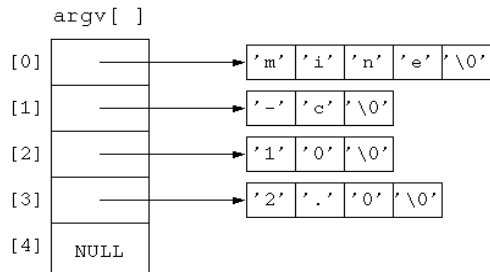 argv[ ]
[0] 'm' 'i' 'n' 'e' '\0'
[1] '-' 'c' '\0'
[2] '1' '0' '\0'
[3] '2' '.' '0' '\0'
[4] NULL